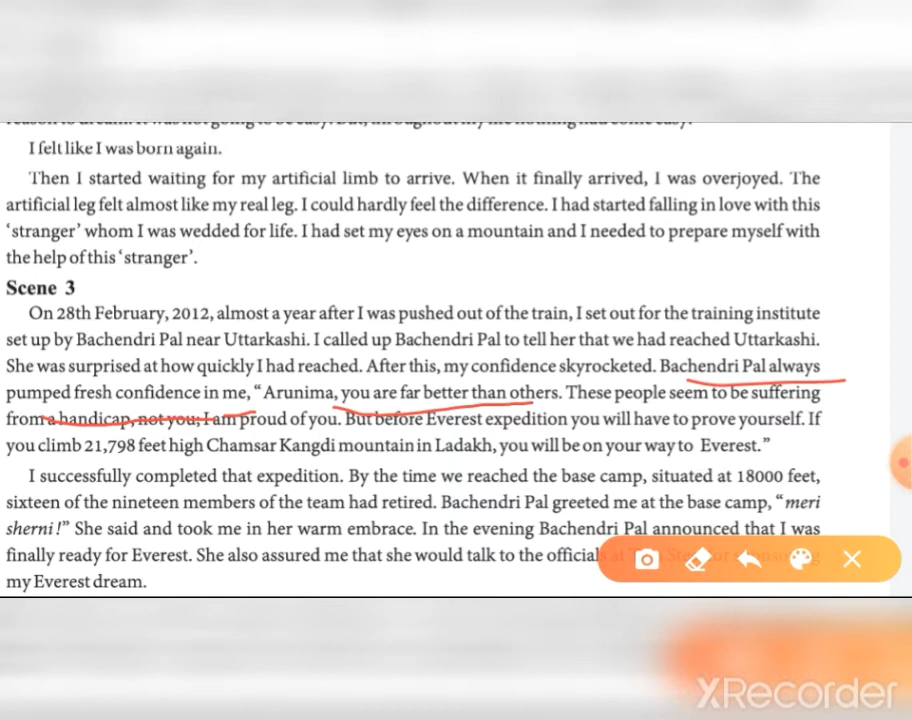 I felt like I was born again.
Then I started waiting for my artificial limb to arrive. When it finally arrived, I was overjoyed. The
artificial leg felt almost like my real leg. I could hardly feel the difference. I had started falling in love with this
‘stranger’ whom I was wedded for life. I had set my eyes on a mountain and I needed to prepare myself with
the help of this ‘stranger’.
Scene 3
On 28th February, 2012, almost a year after I was pushed out of the train, I set out for the training institute
set up by Bachendri Pal near Uttarkashi. I called up Bachendri Pal to tell her that we had reached Uttarkashi.
She was surprised at how quickly I had reached. After this, my confidence skyrocketed. Bachendri Pal always
pumped fresh confidence in me, “Arunima, you are far better than others. These people seem to be suffering
from a handicap, not you; I am proud of you. But before Everest expedition you will have to prove yourself. If
you climb 21,798 feet high Chamsar Kangdi mountain in Ladakh, you will be on your way to Everest.”
I successfully completed that expedition. By the time we reached the base camp, situated at 18000 feet,
sixteen of the nineteen members of the team had retired. Bachendri Pal greeted me at the base camp, “meri
sherni!” She said and took me in her warm embrace. In the evening Bachendri Pal announced that I was
finally ready for Everest. She also assured me that she would talk to the officials
my Everest dream.
XRecorder